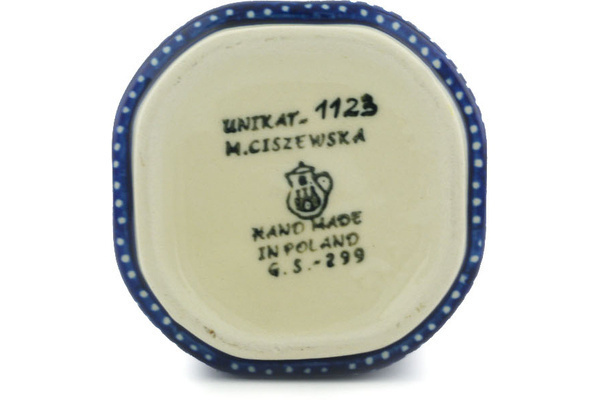 UNIKAT- 1123
M.CISZEWSKA
HAND MADE
IN POLAND
G.S.-299